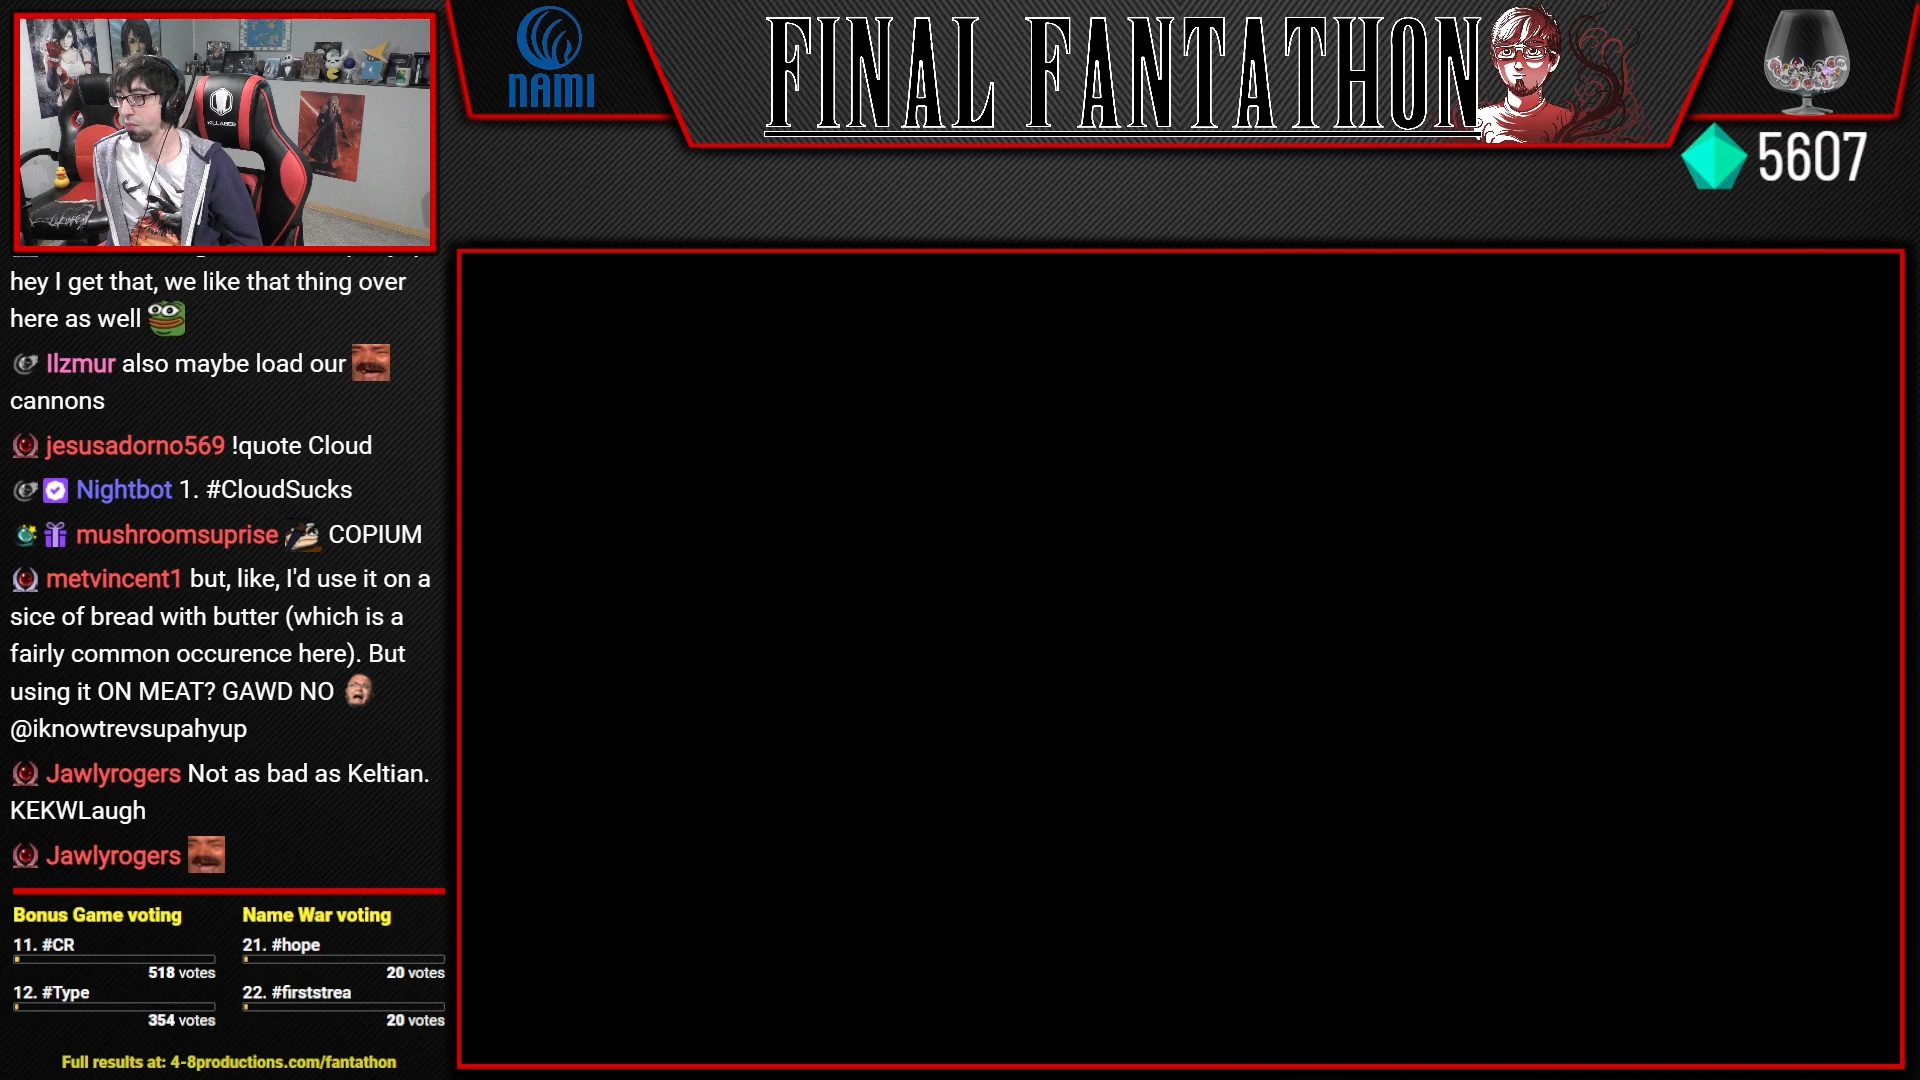 NAMI
FINAL FANTATHON
5607
hey I get that, we like that thing over
here as well
Ilzmur also maybe load our
cannons
jesusadorno569 !quote Cloud
Nightbot 1. #CloudSucks
mushroomsuprise COPIUM
metvincent1 but, like, I'd use it on a
sice of bread with butter (which is a
fairly common occurence here). But
using it ON MEAT? GAWD NO
@iknowtrevsupahyup
Jawlyrogers Not as bad as Keltian.
KEKWLaugh
Jawlyrogers
Bonus Game voting
11. #CR
518 votes
12. #Type
354 votes
Name War voting
21. #hope
20 votes
22. #firststrea
20 votes
Full results at: 4-8productions.com/fantathon